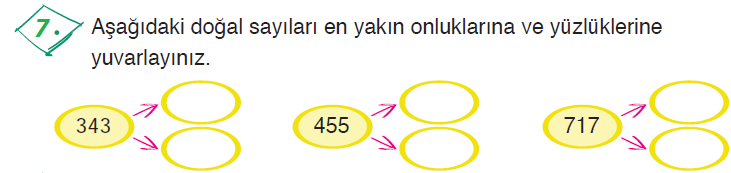 7. Aşağıdaki doğal sayıları en yakın onluklarına ve yüzlüklerine
yuvarlayınız.
343 455 717